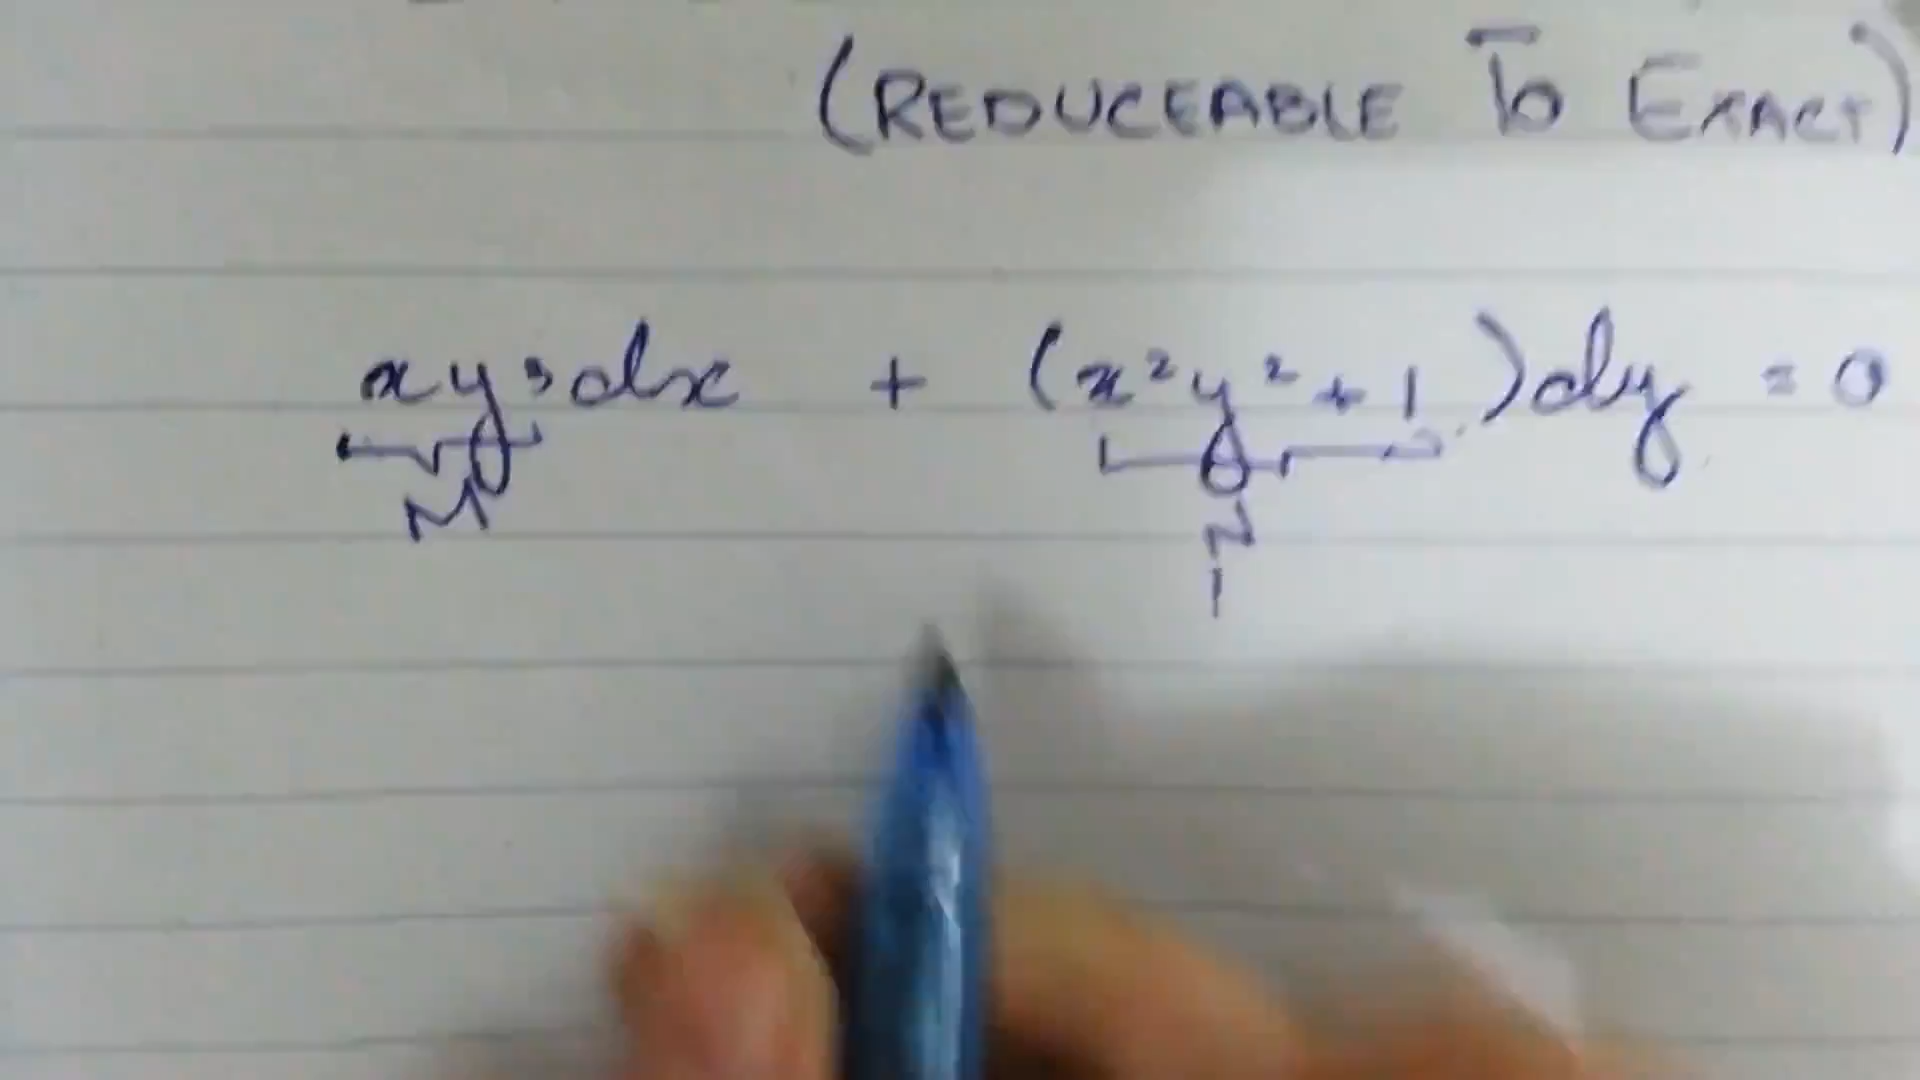 (REDUCEABLE TO EXACT)
xy³dx + (x²y²+1)dy = 0
M N